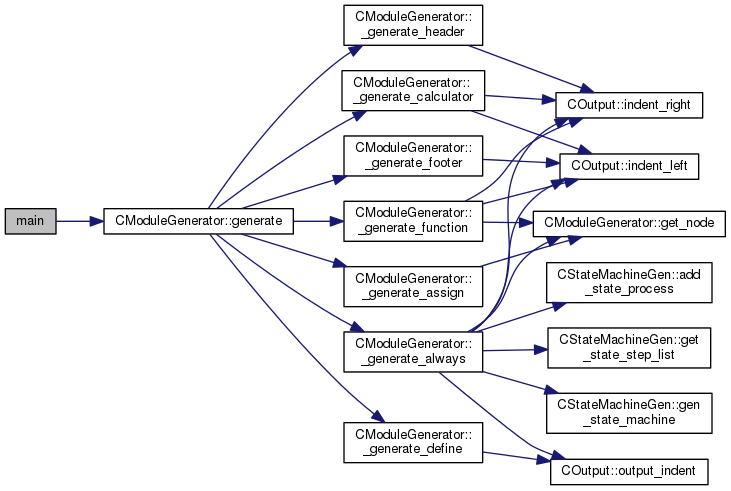 main
CModuleGenerator::generate
CModuleGenerator::
_generate_header
CModuleGenerator::
_generate_calculator
CModuleGenerator::
_generate_footer
CModuleGenerator::
_generate_function
CModuleGenerator::
_generate_assign
CModuleGenerator::
_generate_always
CModuleGenerator::
_generate_define
COutput::indent_right
COutput::indent_left
CModuleGenerator::get_node
CStateMachineGen::add
_state_process
CStateMachineGen::get
_state_step_list
CStateMachineGen::gen
_state_machine
COutput::output_indent